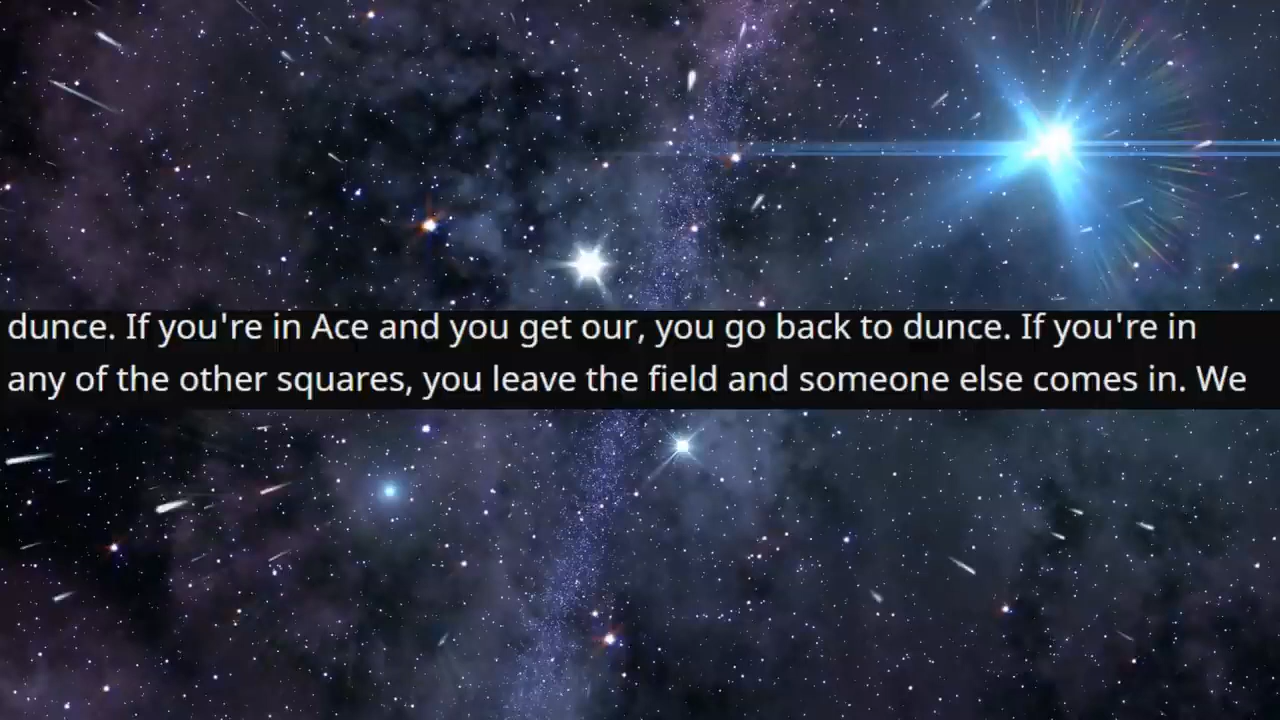 dunce. If you're in Ace and you get our, you go back to dunce. If you're in
any of the other squares, you leave the field and someone else comes in. We